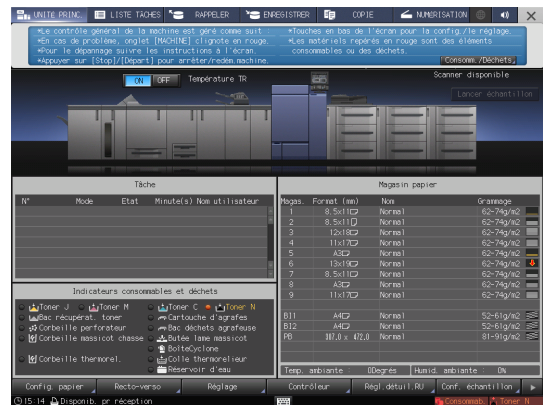 UNITE PRINC. LISTE TACHES RAPPELER ENREGISTRER COPIE NUMERISATION
*Le contrôle général de la machine est géré comme suit :
*En cas de problème, onglet [MACHINE] clignote en rouge.
*Pour le dépannage suivre les instructions à l'écran.
*Appuyer sur [Stop]/[Départ] pour arrêter/redém.machine.
*Touches en bas de l'écran pour la config./le réglage.
*Les matériels repérés en rouge sont des éléments
consommables ou des déchets.
Consomm./Déchets
ON OFF Température TR
Scanner disponible
Lancer échantillon
Tâche
N° Mode Etat Minute(s) Nom utilisateur
Magasin papier
Magas. Format (mm) Nom Grammage
1 8.5x11 Normal 62-74g/m2
2 8.5x11 Normal 62-74g/m2
3 12x18 Normal 62-74g/m2
4 11x17 Normal 62-74g/m2
5 A3 Normal 62-74g/m2
6 13x19 Normal 62-74g/m2
7 8.5x11 Normal 62-74g/m2
8 A3 Normal 62-74g/m2
9 11x17 Normal 62-74g/m2
BI1 A4 Normal 52-61g/m2
BI2 A4 Normal 52-61g/m2
PB Normal 81-91g/m2
Temp. ambiante : 0Degrés Humid. ambiante : 0%
Indicateurs consommables et déchets
Toner J Toner M Toner C Toner N
Bac récupérat. toner Cartouche d'agrafes
Corbeille perforateur Bac déchets agrafeuse
Corbeille massicot chasse Butée lame massicot
BoîteCyclone
Corbeille thermorel. Colle thermorelieur
Réservoir d'eau
Config. papier Recto-verso Réglage Contrôleur Régl.détuil.RU Conf. échantillon
15:14 Disponib. pr réception Consommab. Toner N